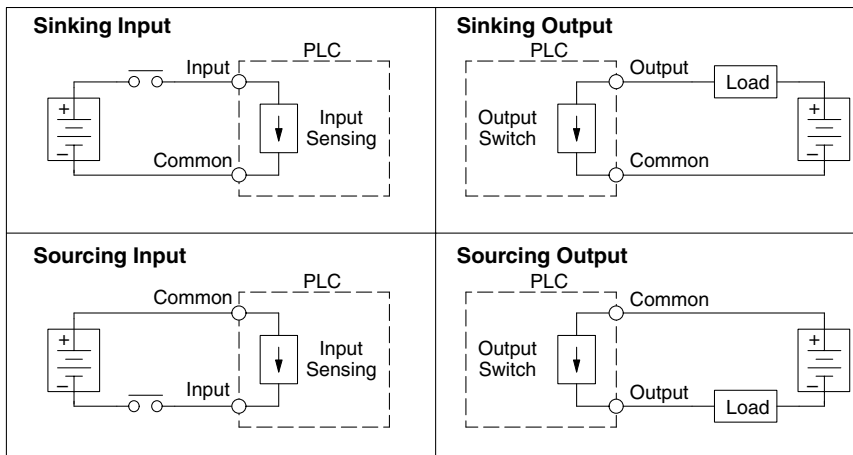 Sinking Input
PLC
Input
+
Input
Sensing
–
Common
Sinking Output
PLC
Output
Load
Output
Switch
+
–
Common
Sourcing Input
PLC
Common
+
Input
Sensing
–
Input
Sourcing Output
PLC
Common
Output
Switch
+
–
Output
Load